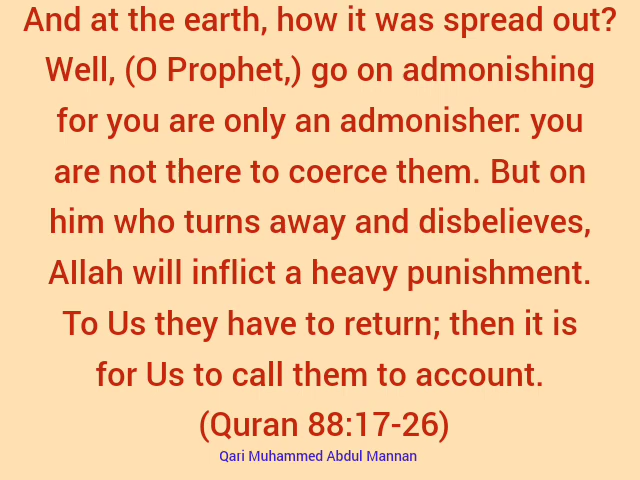 And at the earth, how it was spread out?
Well, (O Prophet,) go on admonishing
for you are only an admonisher: you
are not there to coerce them. But on
him who turns away and disbelieves,
Allah will inflict a heavy punishment.
To Us they have to return; then it is
for Us to call them to account.
(Quran 88:17-26)
Qari Muhammed Abdul Mannan